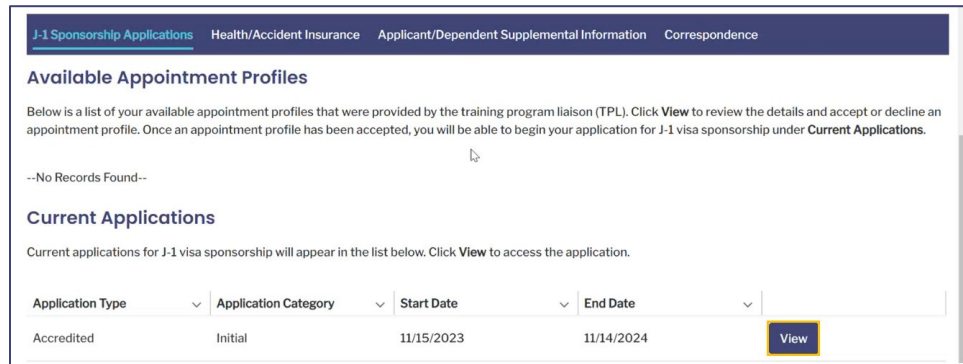 J-1 Sponsorship Applications Health/Accident Insurance Applicant/Dependent Supplemental Information Correspondence
Available Appointment Profiles
Below is a list of your available appointment profiles that were provided by the training program liaison (TPL). Click View to review the details and accept or decline an
appointment profile. Once an appointment profile has been accepted, you will be able to begin your application for J-1 visa sponsorship under Current Applications.
--No Records Found--
Current Applications
Current applications for J-1 visa sponsorship will appear in the list below. Click View to access the application.
Application Type Application Category Start Date End Date
Accredited Initial 11/15/2023 11/14/2024 View